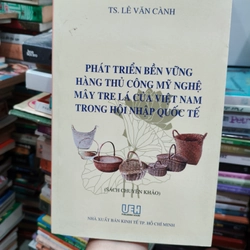 TS. LÊ VĂN CÀNH
PHÁT TRIỂN BỀN VỮNG
HÀNG THỦ CÔNG MỸ NGHỆ
MÂY TRE LÁ CỦA VIỆT NAM
TRONG HỘI NHẬP QUỐC TẾ
(SÁCH CHUYÊN KHẢO)
UEH
NHÀ XUẤT BẢN KINH TẾ TP. HỒ CHÍ MINH